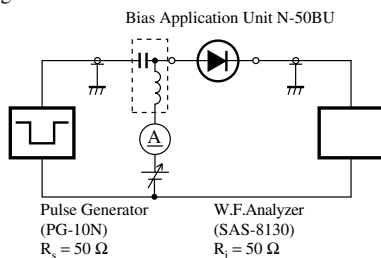 Bias Application Unit N-50BU
A
Pulse Generator
(PG-10N)
Rs = 50 Ω
W.F.Analyzer
(SAS-8130)
Ri = 50 Ω